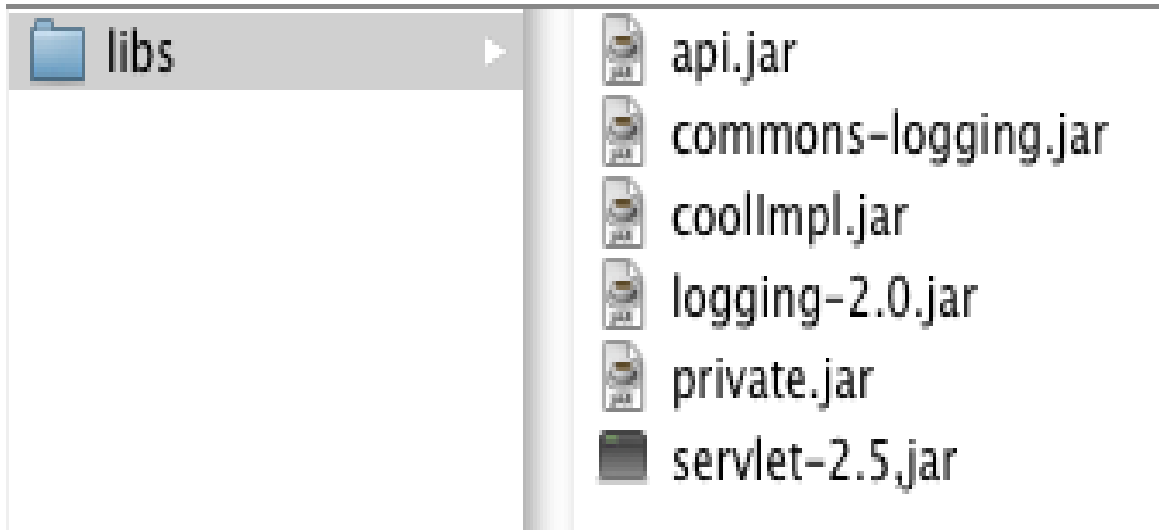 libs
api.jar
commons-logging.jar
coolImpl.jar
logging-2.0.jar
private.jar
servlet-2.5,jar